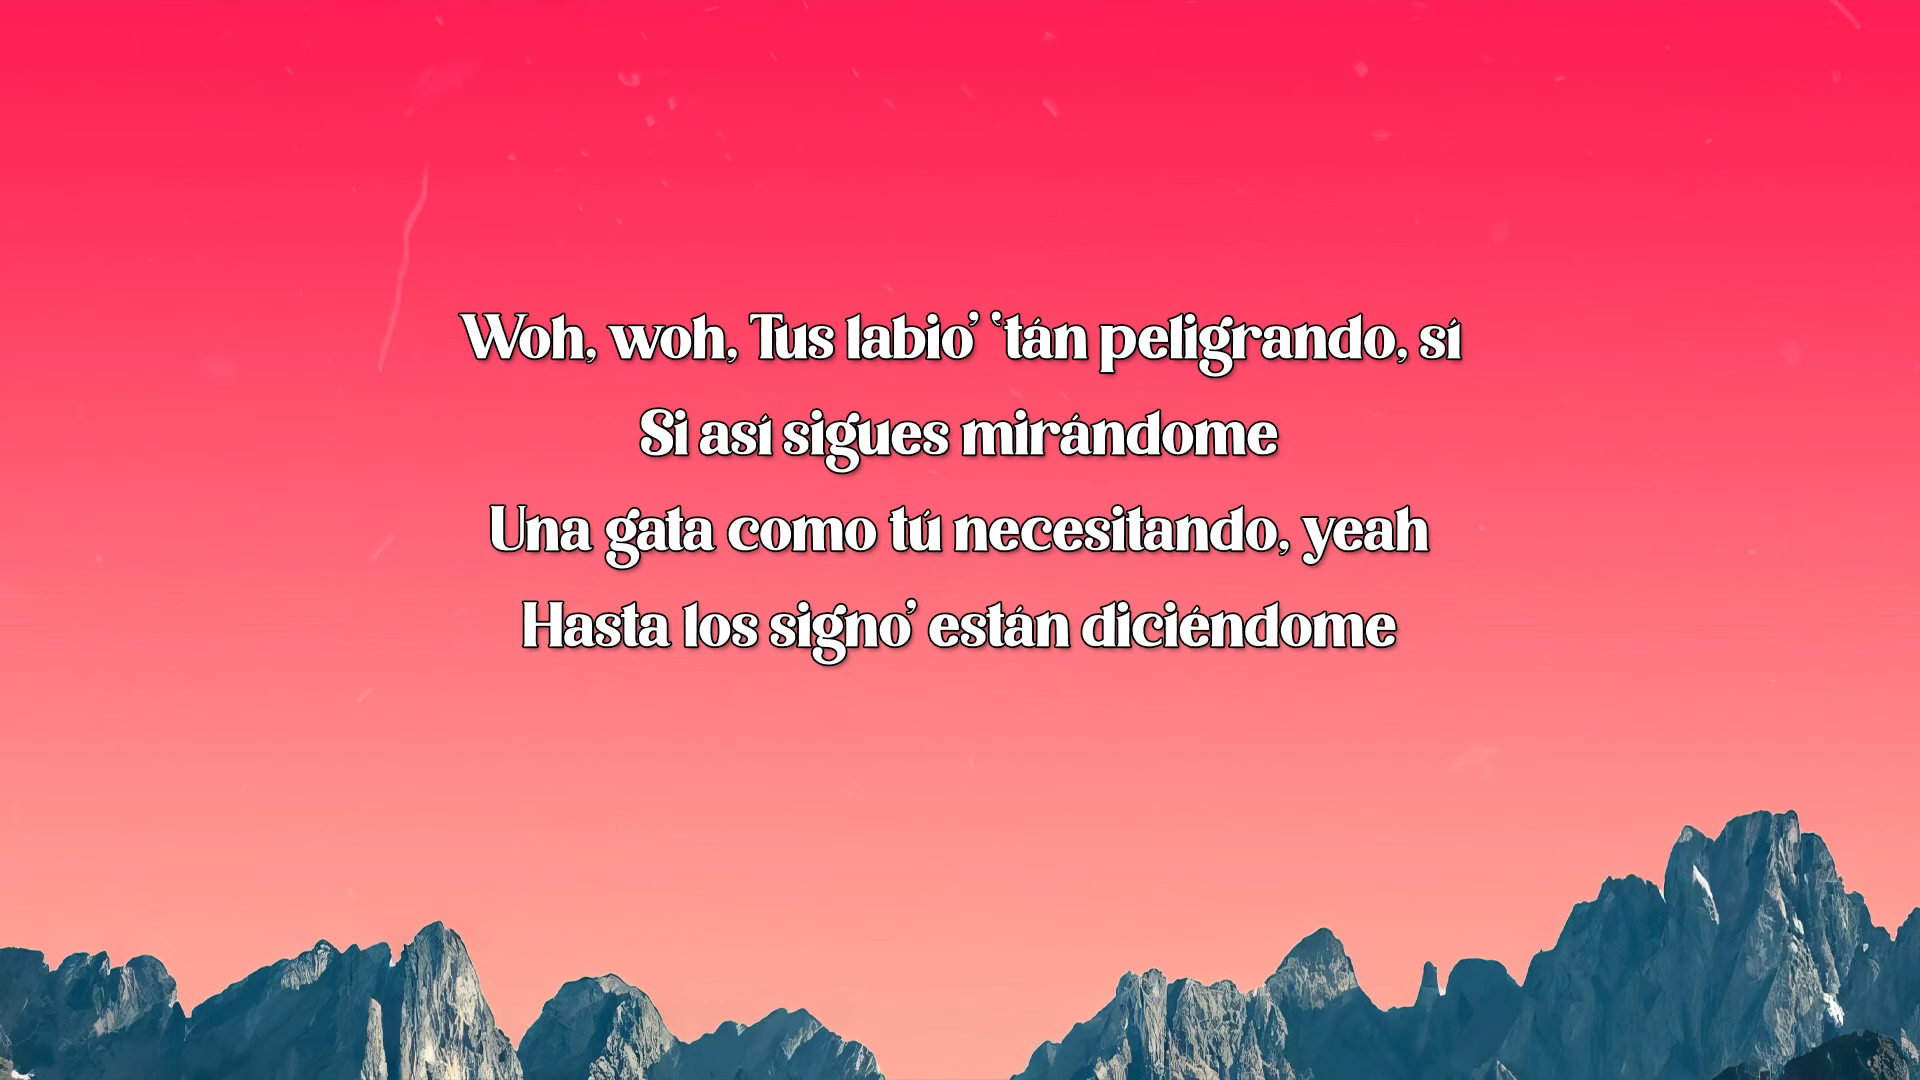 Woh, woh, Tus labio’ ‘tán peligrando, sí
Si así sigues mirándome
Una gata como tú necesitando, yeah
Hasta los signo’ están diciéndome